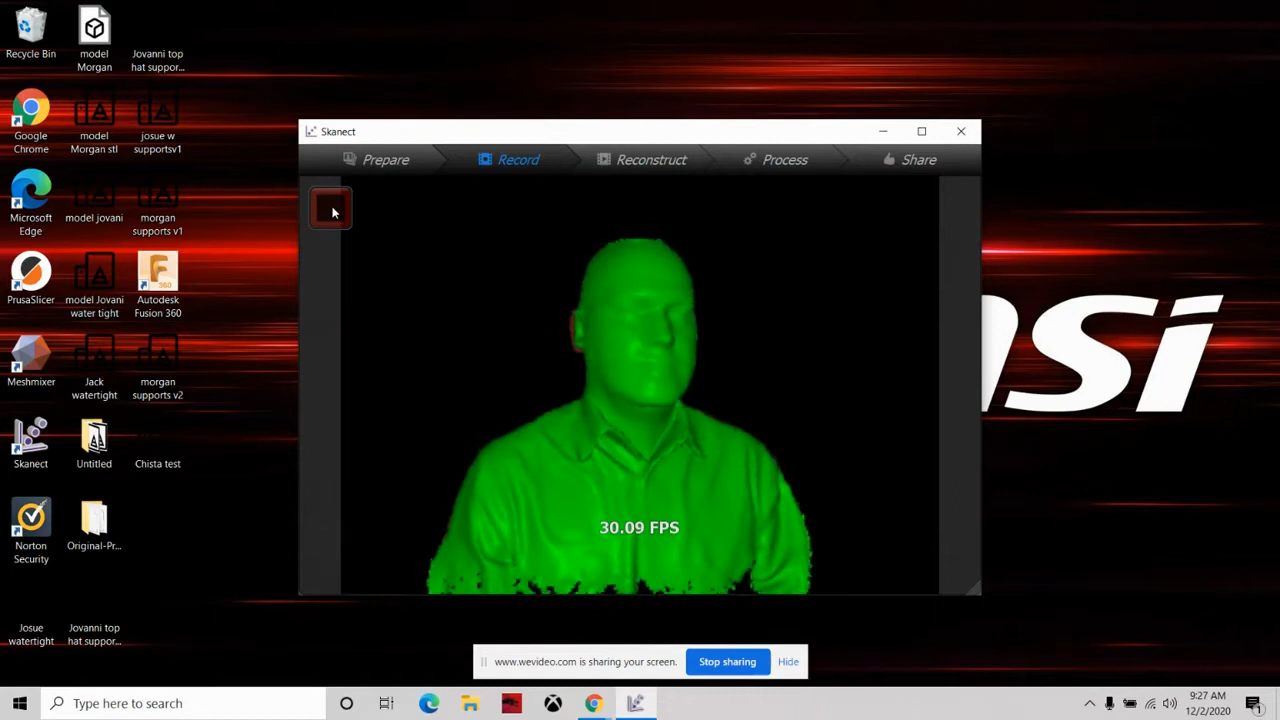 Recycle Bin
model
Morgan
Jovanni top
hat suppor...
Google
Chrome
model
Morgan stl
josue w
supportsv1
Microsoft
Edge
model jovani
morgan
supports v1
PrusaSlicer
model Jovani
water tight
Autodesk
Fusion 360
Meshmixer
Jack
watertight
morgan
supports v2
Skanect
Untitled
Chista test
Norton
Security
Original-Pr...
Josue
watertight
Jovanni top
hat suppor...
Skanect
Prepare
Record
Reconstruct
Process
Share
30.09 FPS
msi
www.wevideo.com is sharing your screen.
Stop sharing
Hide
Type here to search
9:27 AM
12/2/2020
1